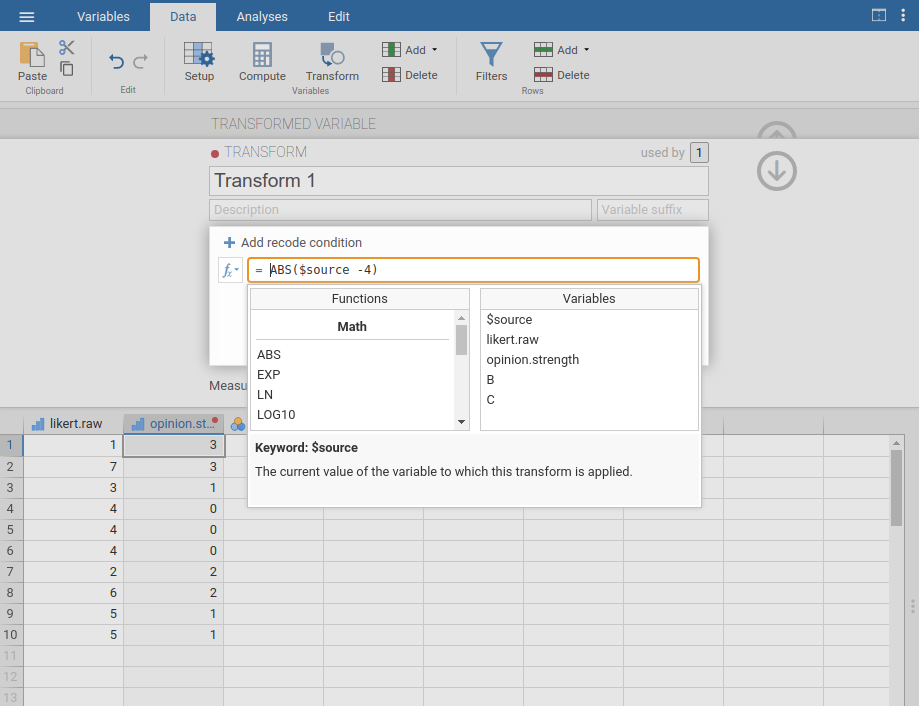 Variables Data Analyses Edit
Paste Setup Compute Transform Add Delete Filters Add Delete
Clipboard Edit Variables Rows
TRANSFORMED VARIABLE
TRANSFORM used by 1
Transform 1
Description Variable suffix
Add recode condition
fx = ABS($source -4)
Functions Variables
Math
ABS
EXP
LN
LOG10
$source
likert.raw
opinion.strength
B
C
Measu
Keyword: $source
The current value of the variable to which this transform is applied.
likert.raw opinion.st...
1 1 3
2 7 3
3 3 1
4 4 0
5 4 0
6 4 0
7 2 2
8 6 2
9 5 1
10 5 1
11
12
13